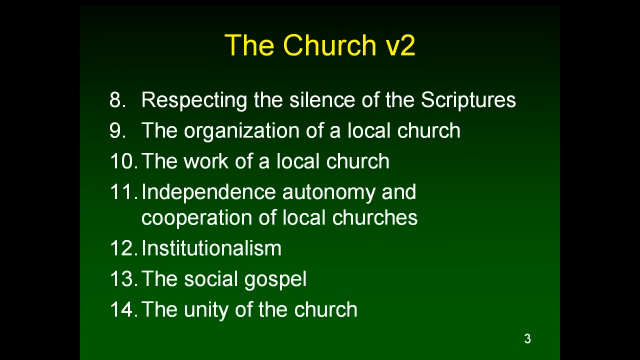 The Church v2
8. Respecting the silence of the Scriptures
9. The organization of a local church
10. The work of a local church
11. Independence autonomy and
cooperation of local churches
12. Institutionalism
13. The social gospel
14. The unity of the church
3